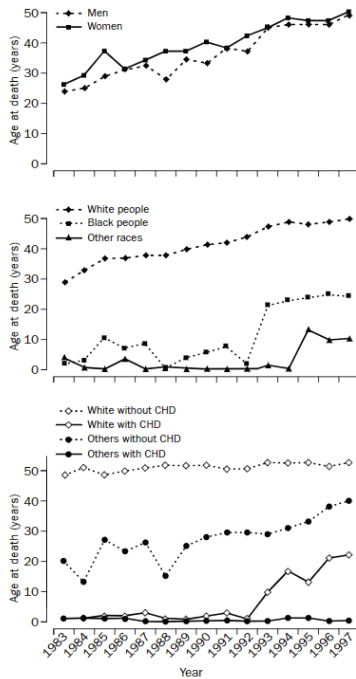 Men
Women
Age at death (years)
50
40
30
20
10
0
White people
Black people
Other races
Age at death (years)
50
40
30
20
10
0
White without CHD
White with CHD
Others without CHD
Others with CHD
Age at death (years)
50
40
30
20
10
0
1983 1984 1985 1986 1987 1988 1989 1990 1991 1992 1993 1994 1995 1996 1997
Year